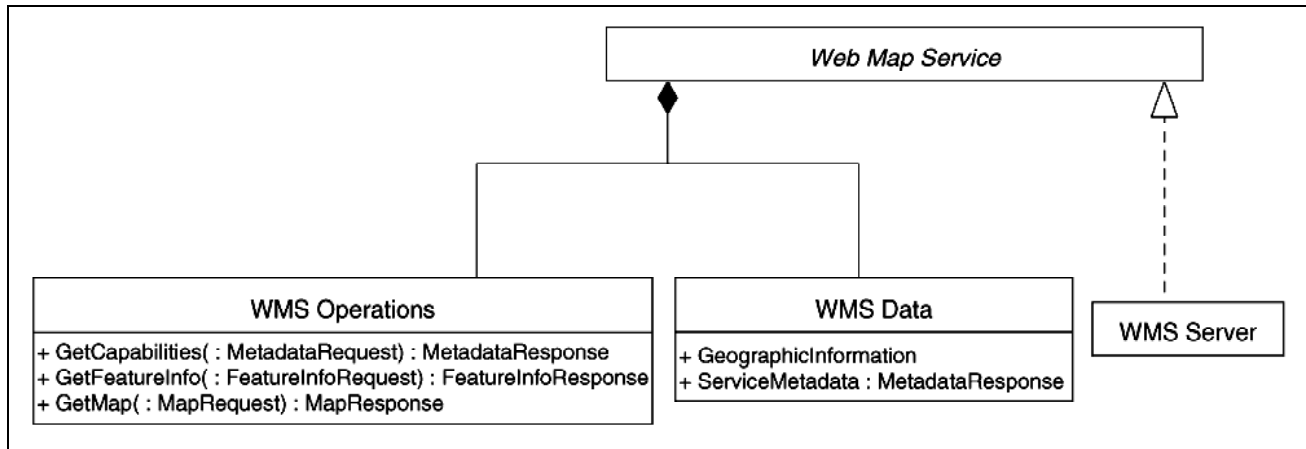 Web Map Service
WMS Operations
+ GetCapabilities( : MetadataRequest) : MetadataResponse
+ GetFeatureInfo( : FeatureInfoRequest) : FeatureInfoResponse
+ GetMap( : MapRequest) : MapResponse
WMS Data
+ GeographicInformation
+ ServiceMetadata : MetadataResponse
WMS Server